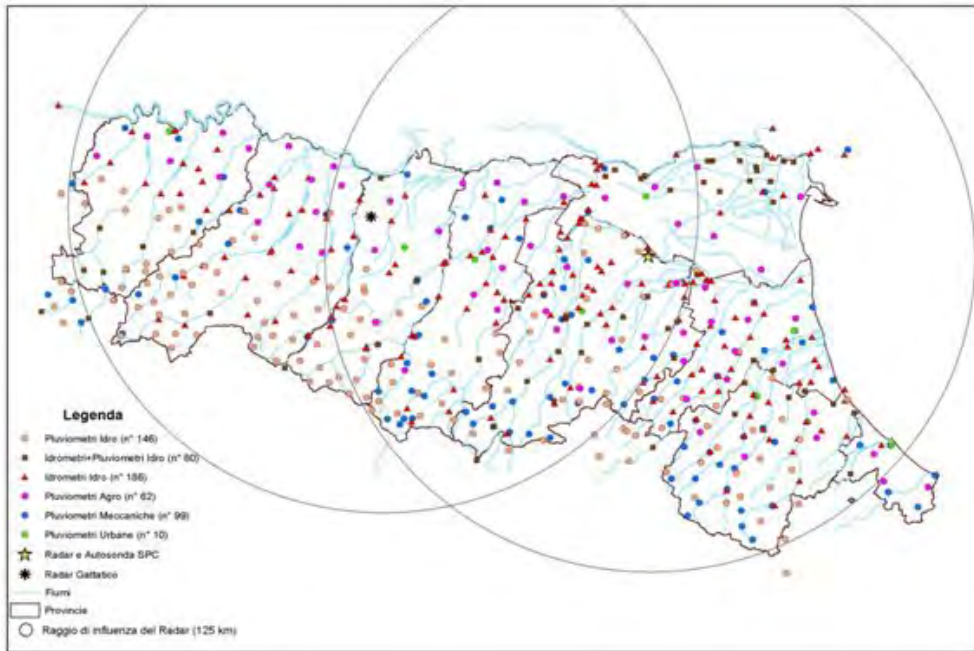 Legenda
Pluviometri Idro (n° 146)
Idrometri+Pluviometri Idro (n° 80)
Idrometri Idro (n° 186)
Pluviometri Agro (n° 62)
Pluviometri Meccaniche (n° 99)
Pluviometri Urbane (n° 10)
Radar e Autosonda SPC
Radar Gattatico
Fiumi
Provincie
Raggio di influenza del Radar (125 km)